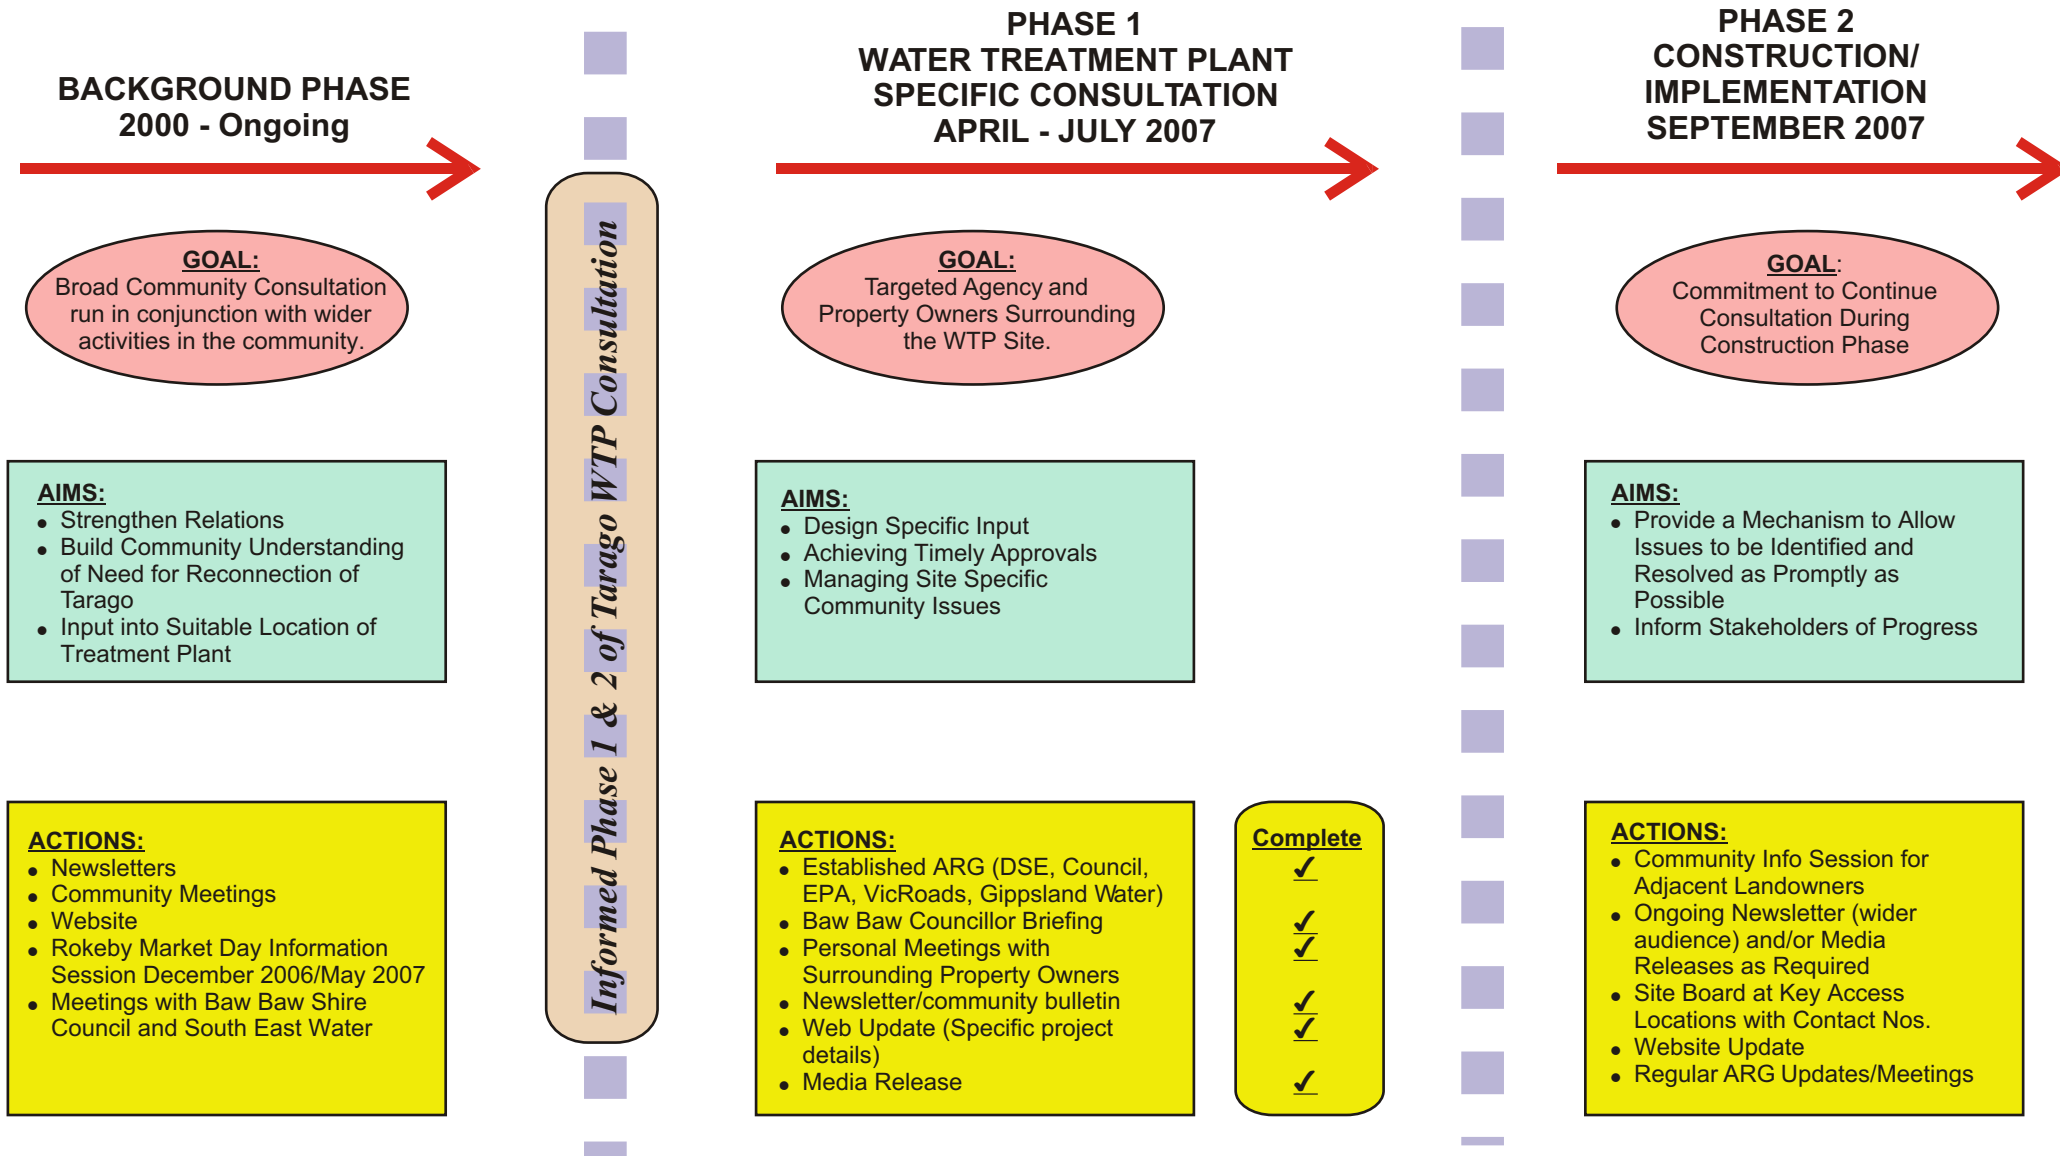 BACKGROUND PHASE
2000 - Ongoing
GOAL:
Broad Community Consultation
run in conjunction with wider
activities in the community.
AIMS:
● Strengthen Relations
● Build Community Understanding
of Need for Reconnection of
Tarago
● Input into Suitable Location of
Treatment Plant
ACTIONS:
● Newsletters
● Community Meetings
● Website
● Rokeby Market Day Information
Session December 2006/May 2007
● Meetings with Baw Baw Shire
Council and South East Water
Informed Phase 1 & 2 of Tarago WTP Consultation
PHASE 1
WATER TREATMENT PLANT
SPECIFIC CONSULTATION
APRIL - JULY 2007
GOAL:
Targeted Agency and
Property Owners Surrounding
the WTP Site.
AIMS:
● Design Specific Input
● Achieving Timely Approvals
● Managing Site Specific
Community Issues
ACTIONS:
● Established ARG (DSE, Council,
EPA, VicRoads, Gippsland Water)
● Baw Baw Councillor Briefing
● Personal Meetings with
Surrounding Property Owners
● Newsletter/community bulletin
● Web Update (Specific project
details)
● Media Release
Complete
✓
✓
✓
✓
✓
✓
PHASE 2
CONSTRUCTION/
IMPLEMENTATION
SEPTEMBER 2007
GOAL:
Commitment to Continue
Consultation During
Construction Phase
AIMS:
● Provide a Mechanism to Allow
Issues to be Identified and
Resolved as Promptly as
Possible
● Inform Stakeholders of Progress
ACTIONS:
● Community Info Session for
Adjacent Landowners
● Ongoing Newsletter (wider
audience) and/or Media
Releases as Required
● Site Board at Key Access
Locations with Contact Nos.
● Website Update
● Regular ARG Updates/Meetings